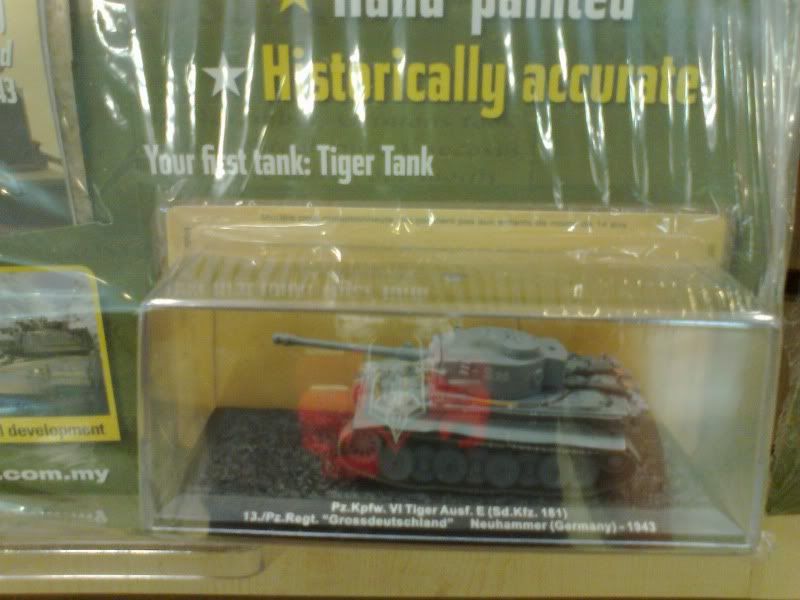 Hand painted
Historically accurate
Your first tank: Tiger Tank
43
development
.com.my
Pz.Kpfw. VI Tiger Ausf. E (Sd.Kfz. 181)
13./Pz.Regt. "Grossdeutschland" Neuhammer (Germany) - 1943